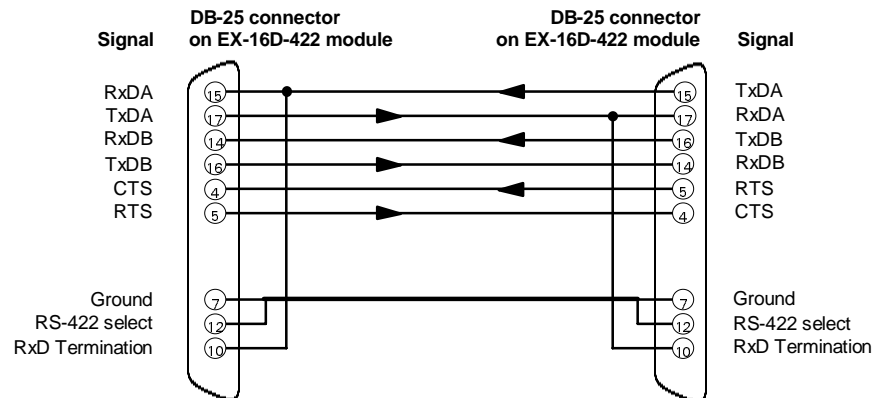 DB-25 connector
on EX-16D-422 module
DB-25 connector
on EX-16D-422 module
Signal
Signal
RxDA 15 15 TxDA
TxDA 17 17 RxDA
RxDB 14 16 TxDB
TxDB 16 14 RxDB
CTS 4 5 RTS
RTS 5 4 CTS
Ground 7 7 Ground
RS-422 select 12 12 RS-422 select
RxD Termination 10 10 RxD Termination